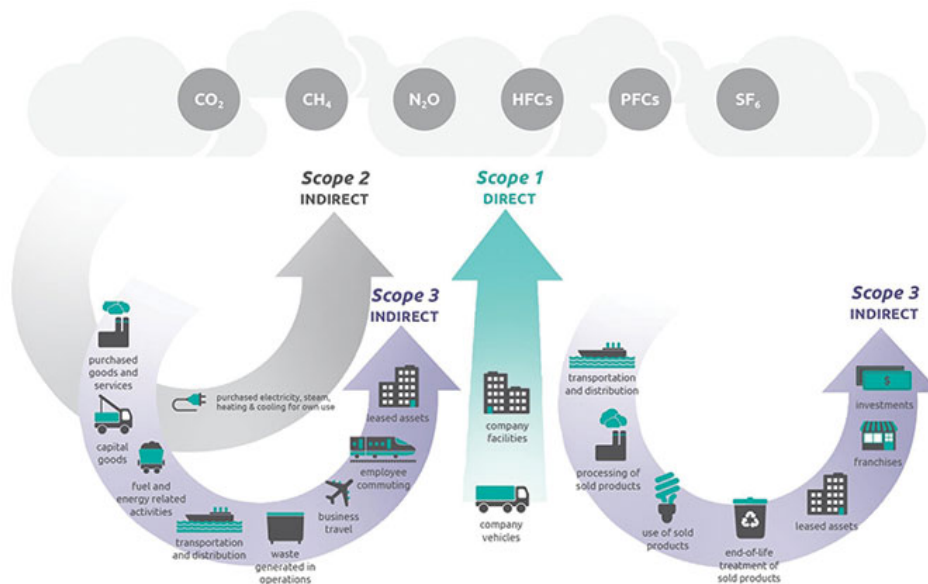 CO₂
CH₄
N₂O
HFCs
PFCs
SF₆
Scope 2
INDIRECT
Scope 1
DIRECT
Scope 3
INDIRECT
Scope 3
INDIRECT
purchased
goods and
services
capital
goods
fuel and
energy related
activities
transportation
and distribution
waste
generated in
operations
business
travel
employee
commuting
leased assets
purchased electricity, steam,
heating & cooling for own use
company
facilities
company
vehicles
transportation
and distribution
processing of
sold products
use of sold
products
end-of-life
treatment of
sold products
leased assets
franchises
$
investments